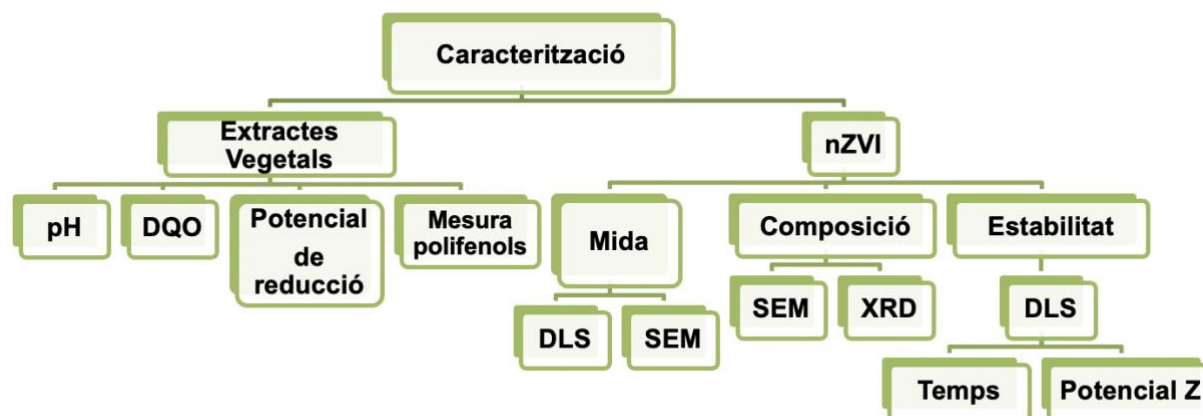 Caracterització
Extractes
Vegetals
nZVI
pH
DQO
Potencial
de
reducció
Mesura
polifenols
Mida
Composició
Estabilitat
DLS
SEM
SEM
XRD
DLS
Temps
Potencial Z